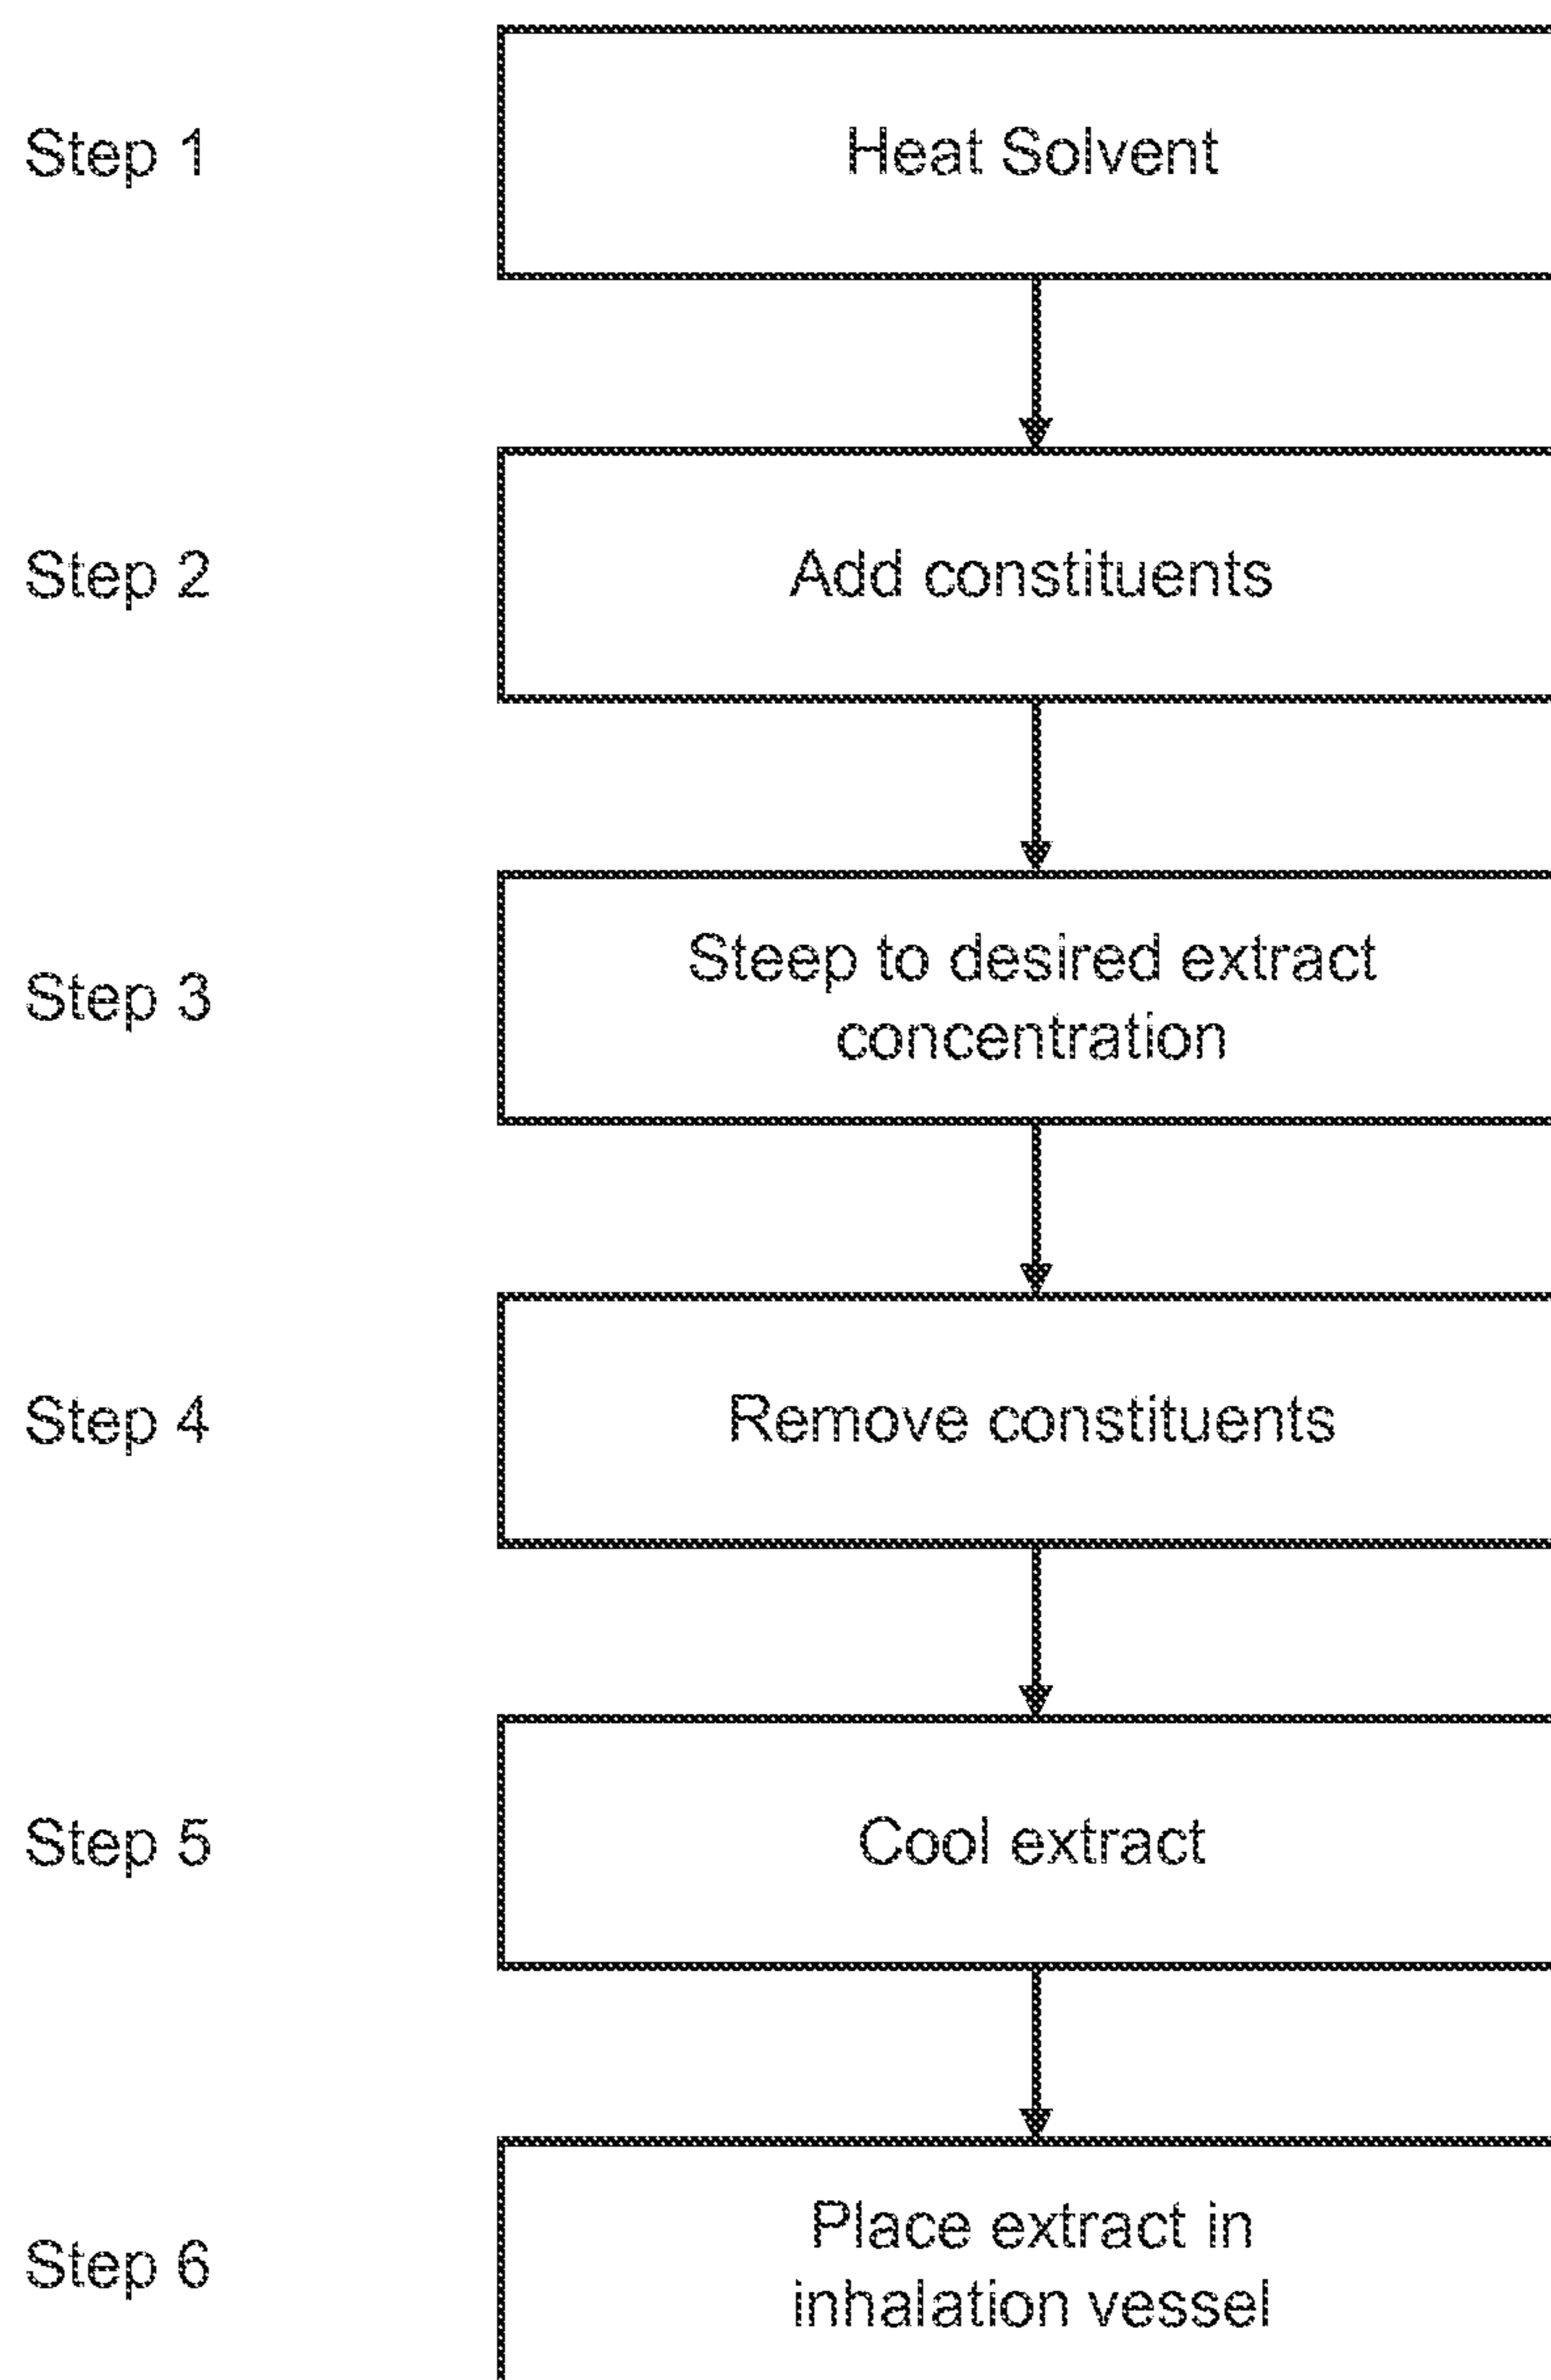 Step 1
Heat Solvent
Step 2
Add constituents
Step 3
Steep to desired extract
concentration
Step 4
Remove constituents
Step 5
Cool extract
Step 6
Place extract in
inhalation vessel